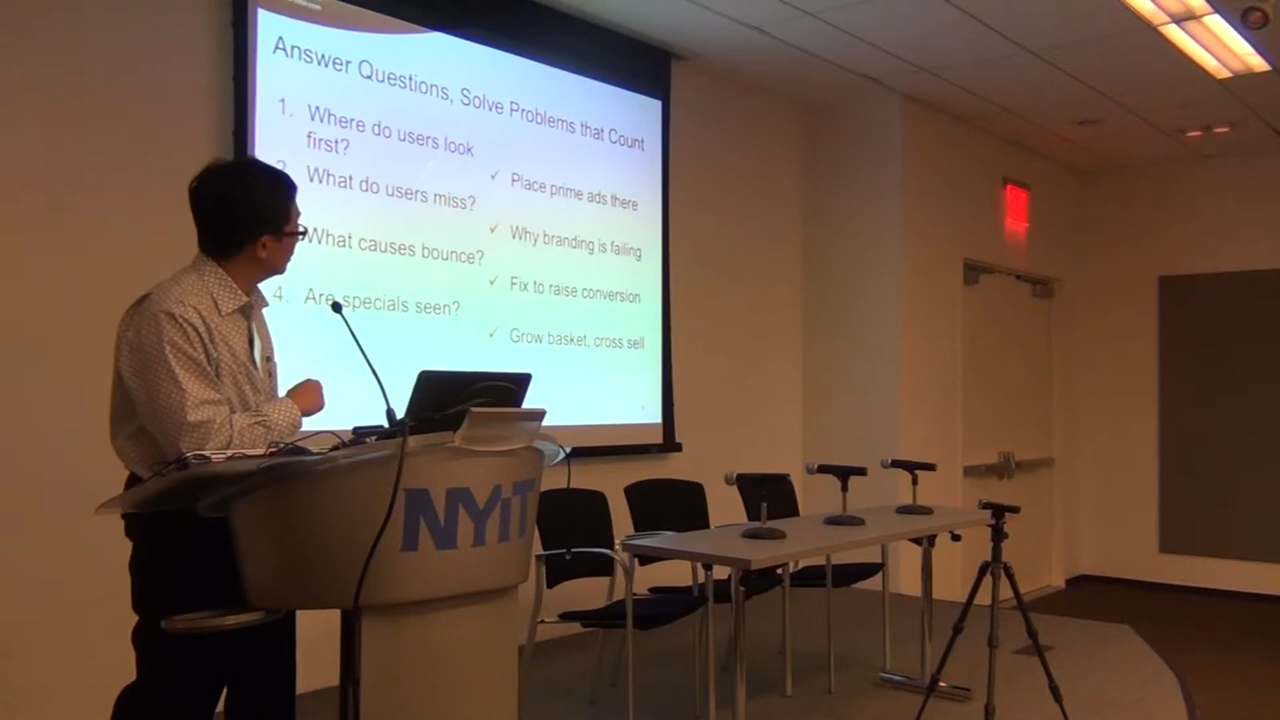 Answer Questions, Solve Problems that Count
1. Where do users look
first?
2. What do users miss?
What causes bounce?
4. Are specials seen?
✓ Place prime ads there
✓ Why branding is failing
✓ Fix to raise conversion
✓ Grow basket, cross sell
NYiT